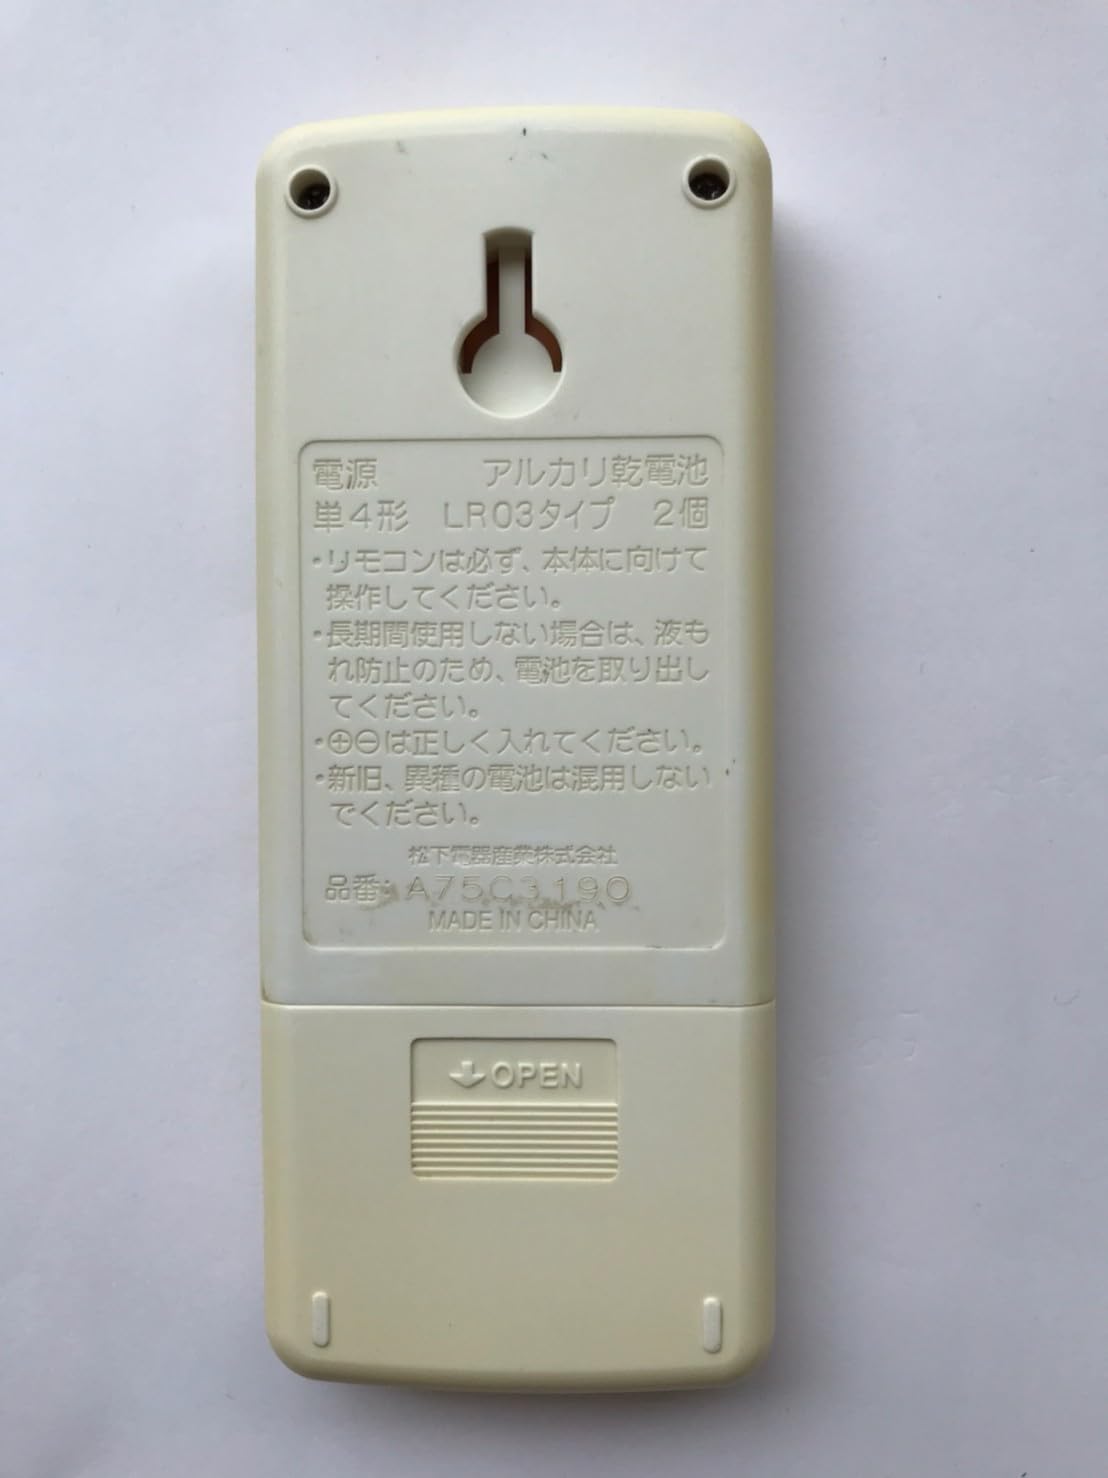 電源　アルカリ乾電池
単4形　LR03タイプ　2個
・リモコンは必ず、本体に向けて
操作してください。
・長期間使用しない場合は、液も
れ防止のため、電池を取り出し
てください。
・⊕⊖は正しく入れてください。
・新旧、異種の電池は混用しない
でください。
松下電器産業株式会社
品番：A75C3190
MADE IN CHINA
↓OPEN